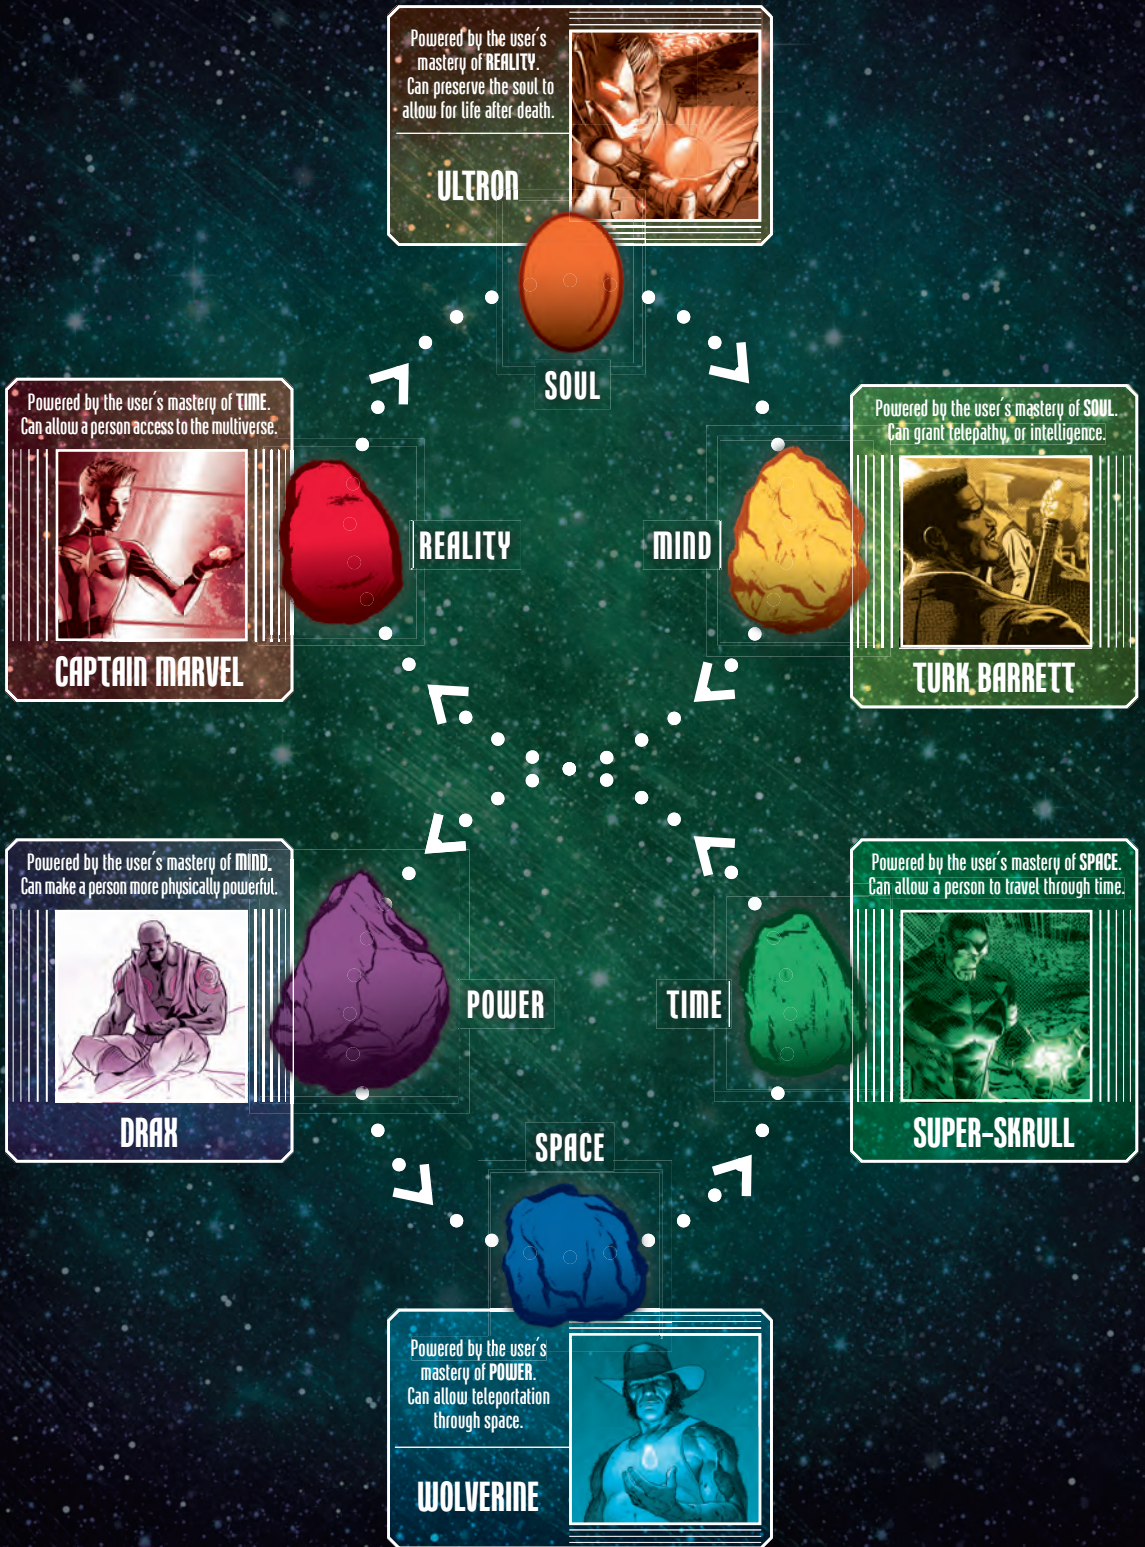 Powered by the user's
mastery of REALITY.
Can preserve the soul to
allow for life after death.
ULTRON
SOUL
Powered by the user's mastery of TIME.
Can allow a person access to the multiverse.
CAPTAIN MARVEL
REALITY
MIND
Powered by the user's mastery of SOUL.
Can grant telepathy, or intelligence.
TURK BARRETT
Powered by the user's mastery of MIND.
Can make a person more physically powerful.
DRAX
POWER
TIME
Powered by the user's mastery of SPACE.
Can allow a person to travel through time.
SUPER-SKRULL
SPACE
Powered by the user's
mastery of POWER.
Can allow teleportation
through space.
WOLVERINE